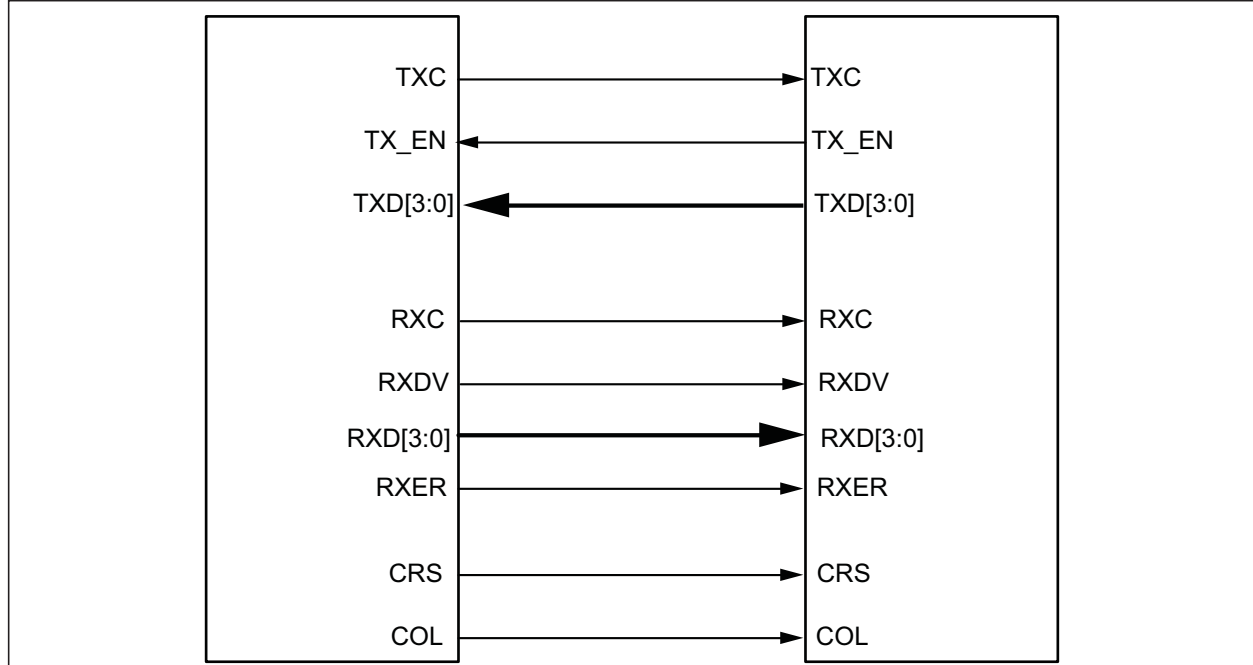 TXC TXC
TX_EN TX_EN
TXD[3:0] TXD[3:0]
RXC RXC
RXDV RXDV
RXD[3:0] RXD[3:0]
RXER RXER
CRS CRS
COL COL